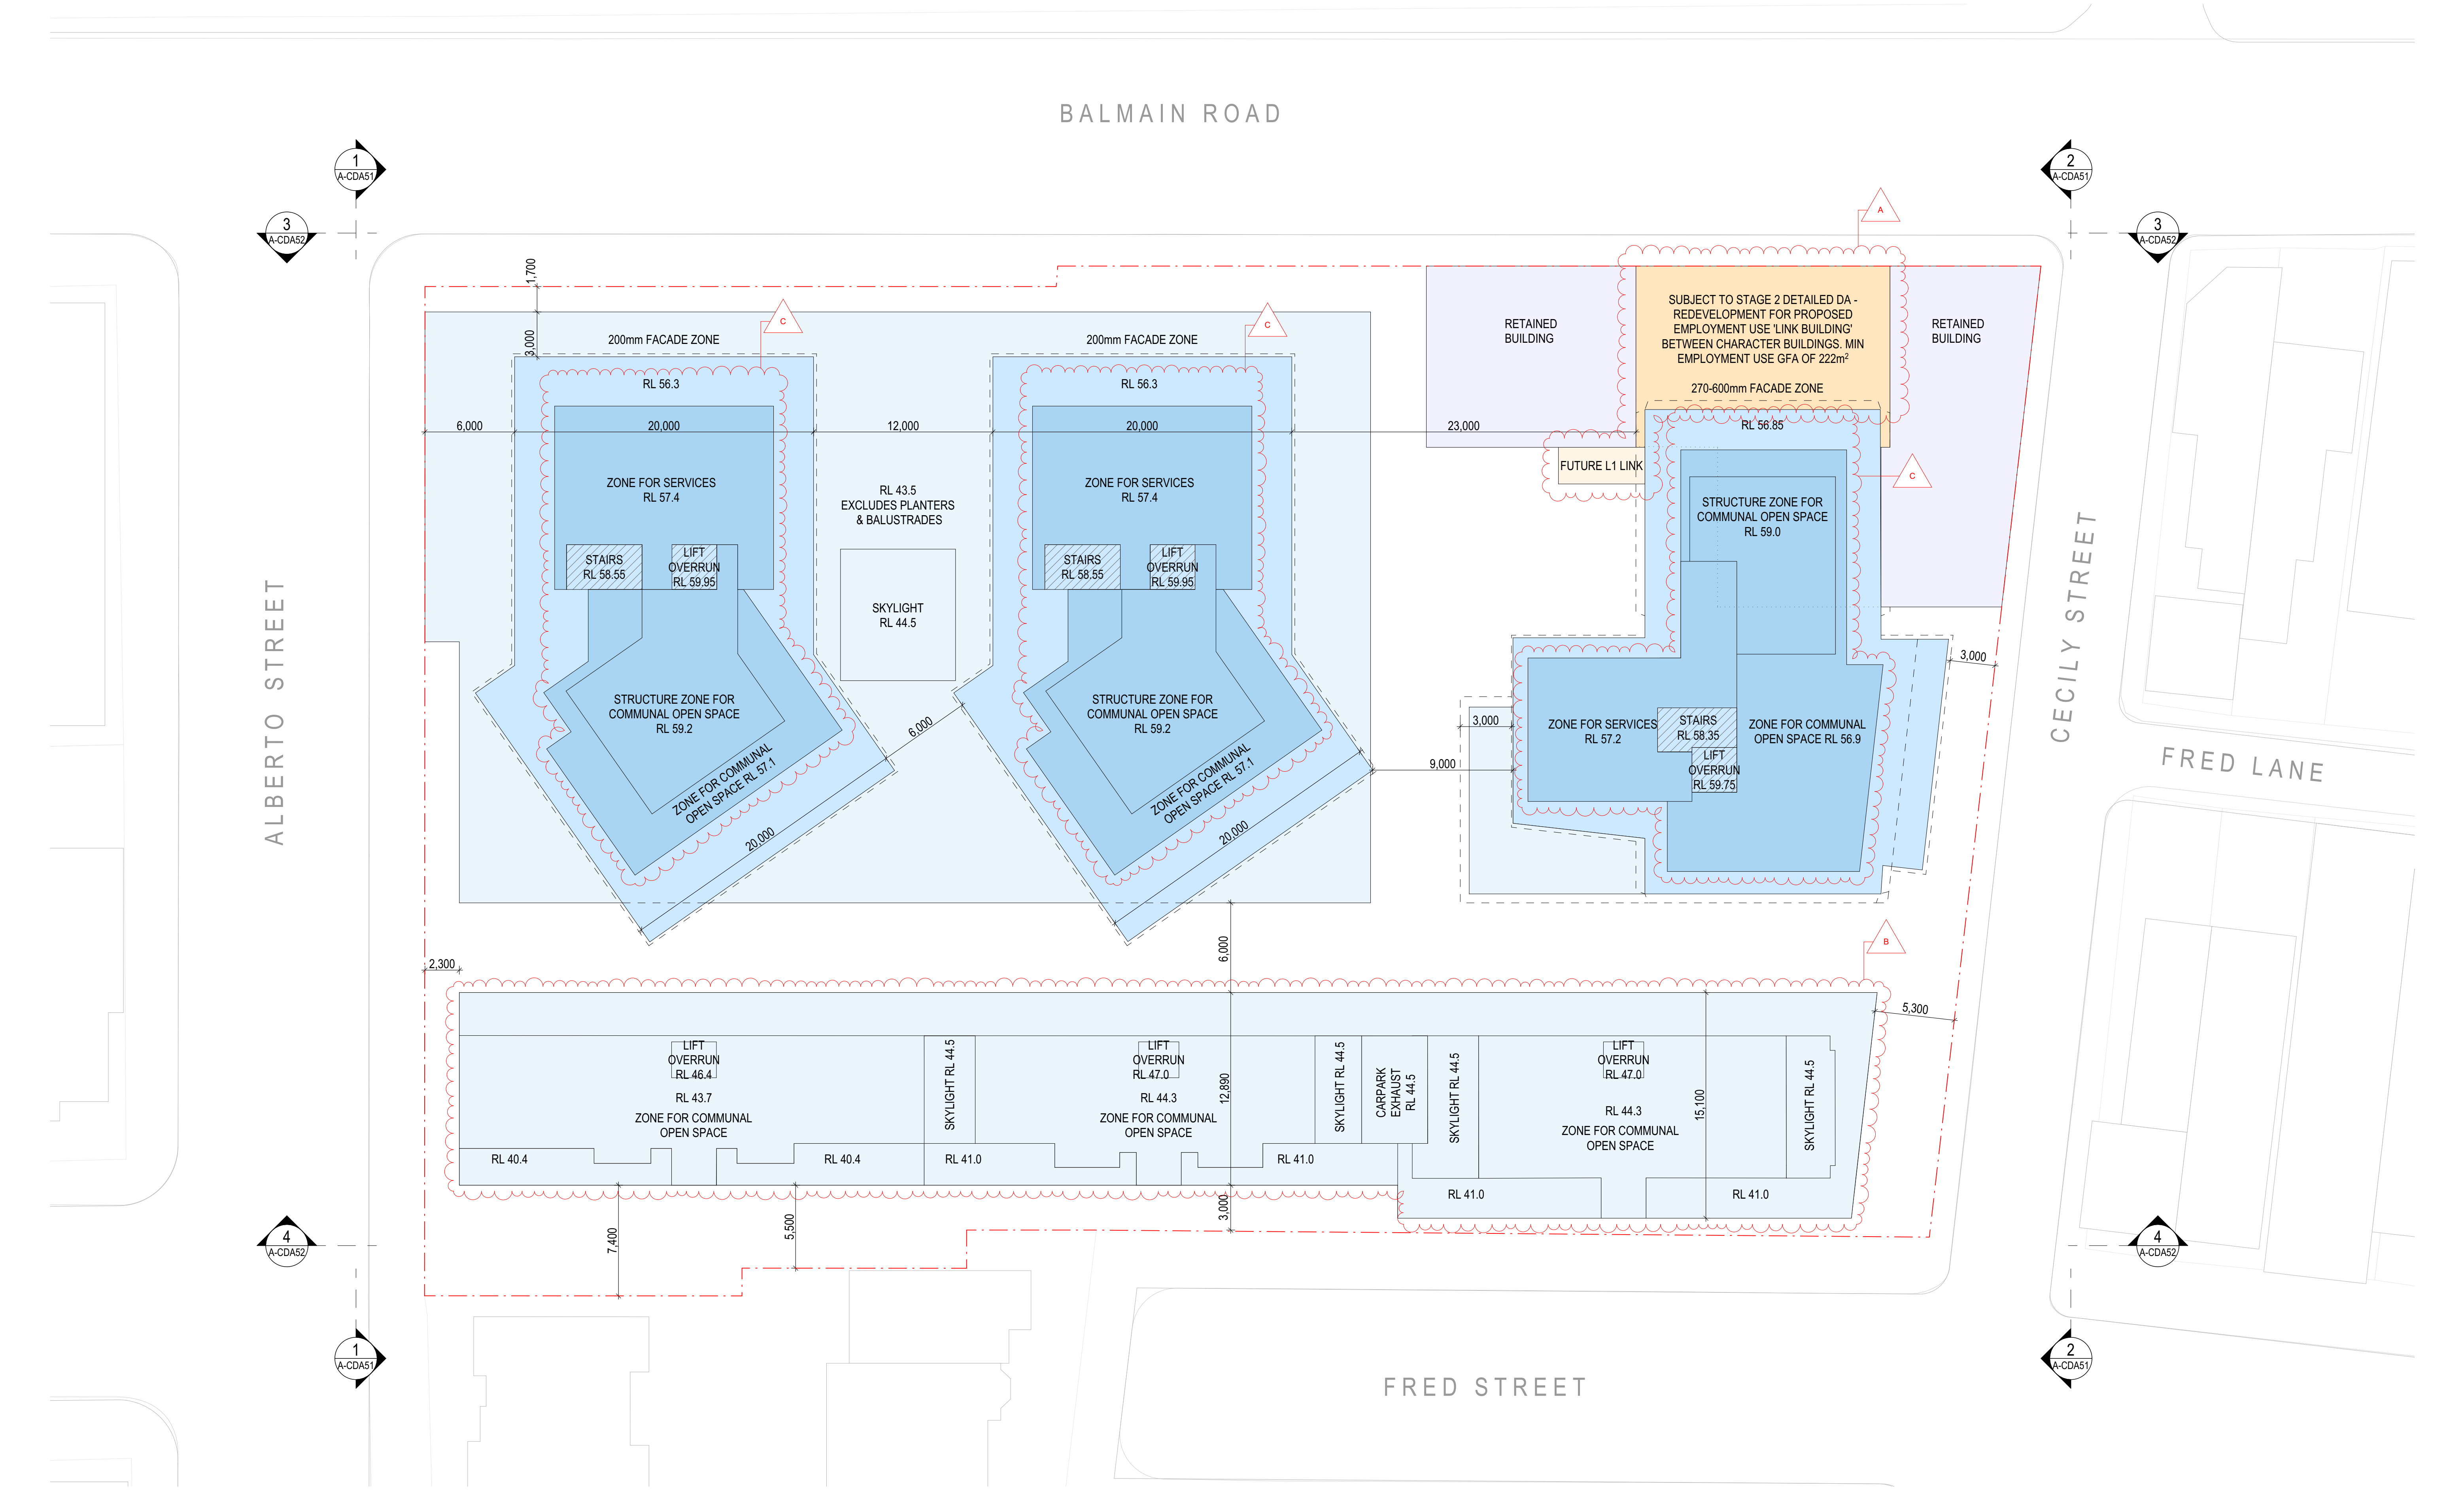 BALMAIN ROAD
1
A-CDA51
2
A-CDA51
3
A-CDA52
3
A-CDA52
A
1,700
3,000
C
C
200mm FACADE ZONE
200mm FACADE ZONE
RETAINED
BUILDING
SUBJECT TO STAGE 2 DETAILED DA -
REDEVELOPMENT FOR PROPOSED
EMPLOYMENT USE 'LINK BUILDING'
BETWEEN CHARACTER BUILDINGS. MIN
EMPLOYMENT USE GFA OF 222m²
270-600mm FACADE ZONE
RETAINED
BUILDING
RL 56.3
RL 56.3
6,000
20,000
12,000
20,000
23,000
RL 56.85
FUTURE L1 LINK
C
ZONE FOR SERVICES
RL 57.4
RL 43.5
EXCLUDES PLANTERS
& BALUSTRADES
ZONE FOR SERVICES
RL 57.4
STRUCTURE ZONE FOR
COMMUNAL OPEN SPACE
RL 59.0
STAIRS
RL 58.55
LIFT
OVERRUN
RL 59.95
SKYLIGHT
RL 44.5
STAIRS
RL 58.55
LIFT
OVERRUN
RL 59.95
ALBERTO STREET
CECILY STREET
FRED LANE
3,000
STRUCTURE ZONE FOR
COMMUNAL OPEN SPACE
RL 59.2
6,000
STRUCTURE ZONE FOR
COMMUNAL OPEN SPACE
RL 59.2
3,000
ZONE FOR SERVICES
RL 57.2
STAIRS
RL 58.35
ZONE FOR COMMUNAL
OPEN SPACE RL 56.9
LIFT
OVERRUN
RL 59.75
ZONE FOR COMMUNAL
OPEN SPACE RL 57.1
ZONE FOR COMMUNAL
OPEN SPACE RL 57.1
9,000
20,000
20,000
B
6,000
2,300
5,300
LIFT
OVERRUN
RL 46.4
RL 43.7
ZONE FOR COMMUNAL
OPEN SPACE
SKYLIGHT RL 44.5
LIFT
OVERRUN
RL 47.0
RL 44.3
ZONE FOR COMMUNAL
OPEN SPACE
12,890
SKYLIGHT RL 44.5
CARPARK
EXHAUST
RL 44.5
SKYLIGHT RL 44.5
LIFT
OVERRUN
RL 47.0
RL 44.3
ZONE FOR COMMUNAL
OPEN SPACE
15,100
SKYLIGHT RL 44.5
RL 40.4
RL 40.4
RL 41.0
RL 41.0
RL 41.0
RL 41.0
7,400
5,500
3,000
4
A-CDA52
4
A-CDA52
1
A-CDA51
2
A-CDA51
FRED STREET